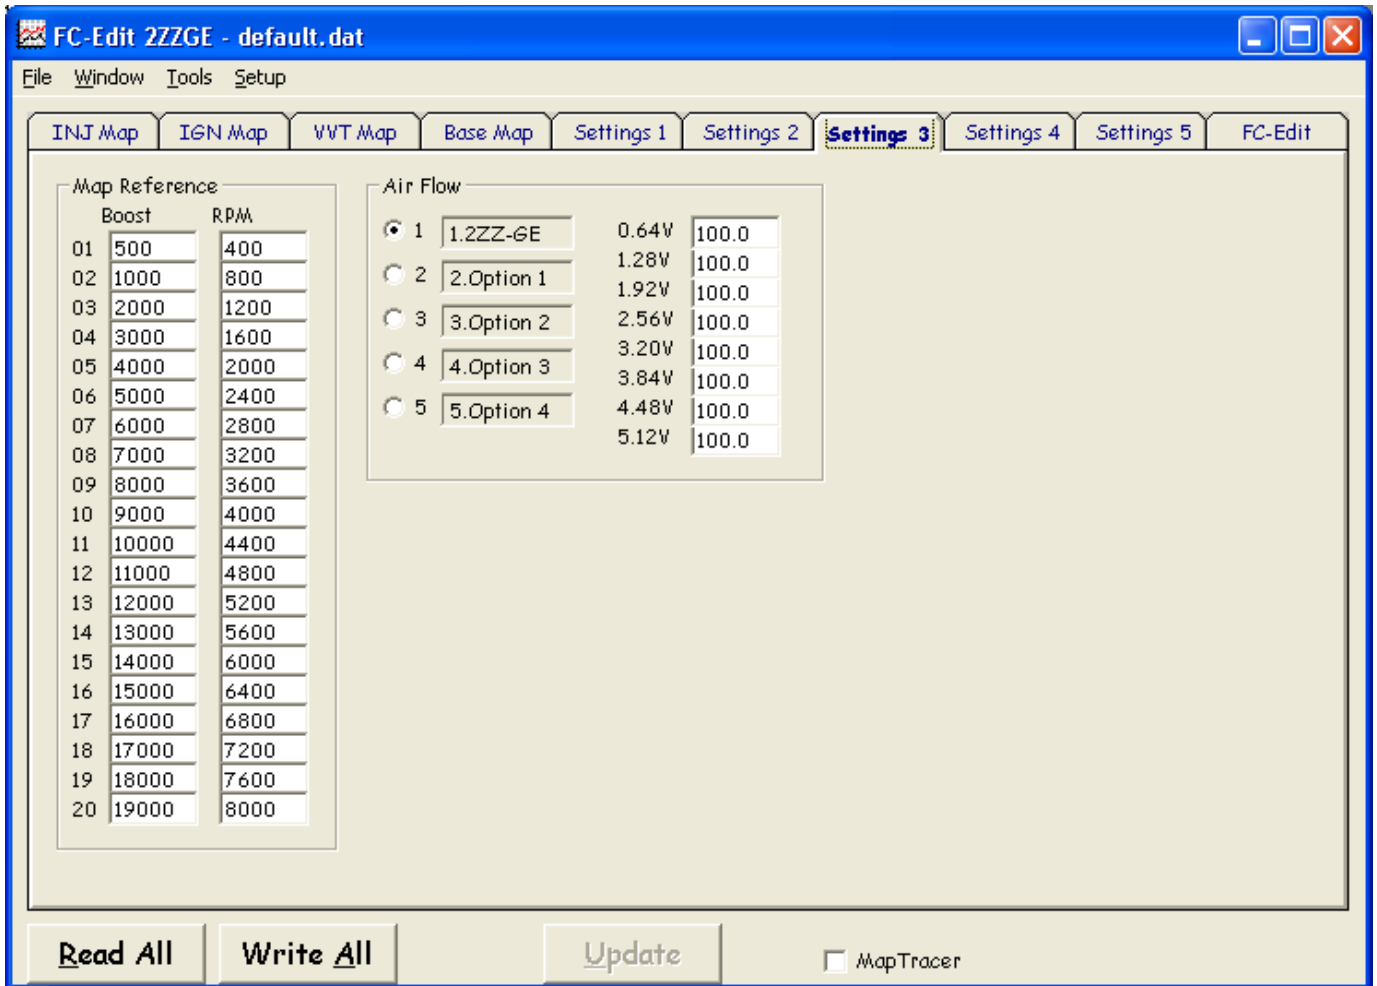 FC-Edit 2ZZGE - default.dat
File Window Tools Setup
INJ Map IGN Map VVT Map Base Map Settings 1 Settings 2 Settings 3 Settings 4 Settings 5 FC-Edit
Map Reference
Boost RPM
01 500 400
02 1000 800
03 2000 1200
04 3000 1600
05 4000 2000
06 5000 2400
07 6000 2800
08 7000 3200
09 8000 3600
10 9000 4000
11 10000 4400
12 11000 4800
13 12000 5200
14 13000 5600
15 14000 6000
16 15000 6400
17 16000 6800
18 17000 7200
19 18000 7600
20 19000 8000
Air Flow
1 1.2ZZ-GE
2 2.Option 1
3 3.Option 2
4 4.Option 3
5 5.Option 4
0.64V 100.0
1.28V 100.0
1.92V 100.0
2.56V 100.0
3.20V 100.0
3.84V 100.0
4.48V 100.0
5.12V 100.0
Read All Write All Update MapTracer